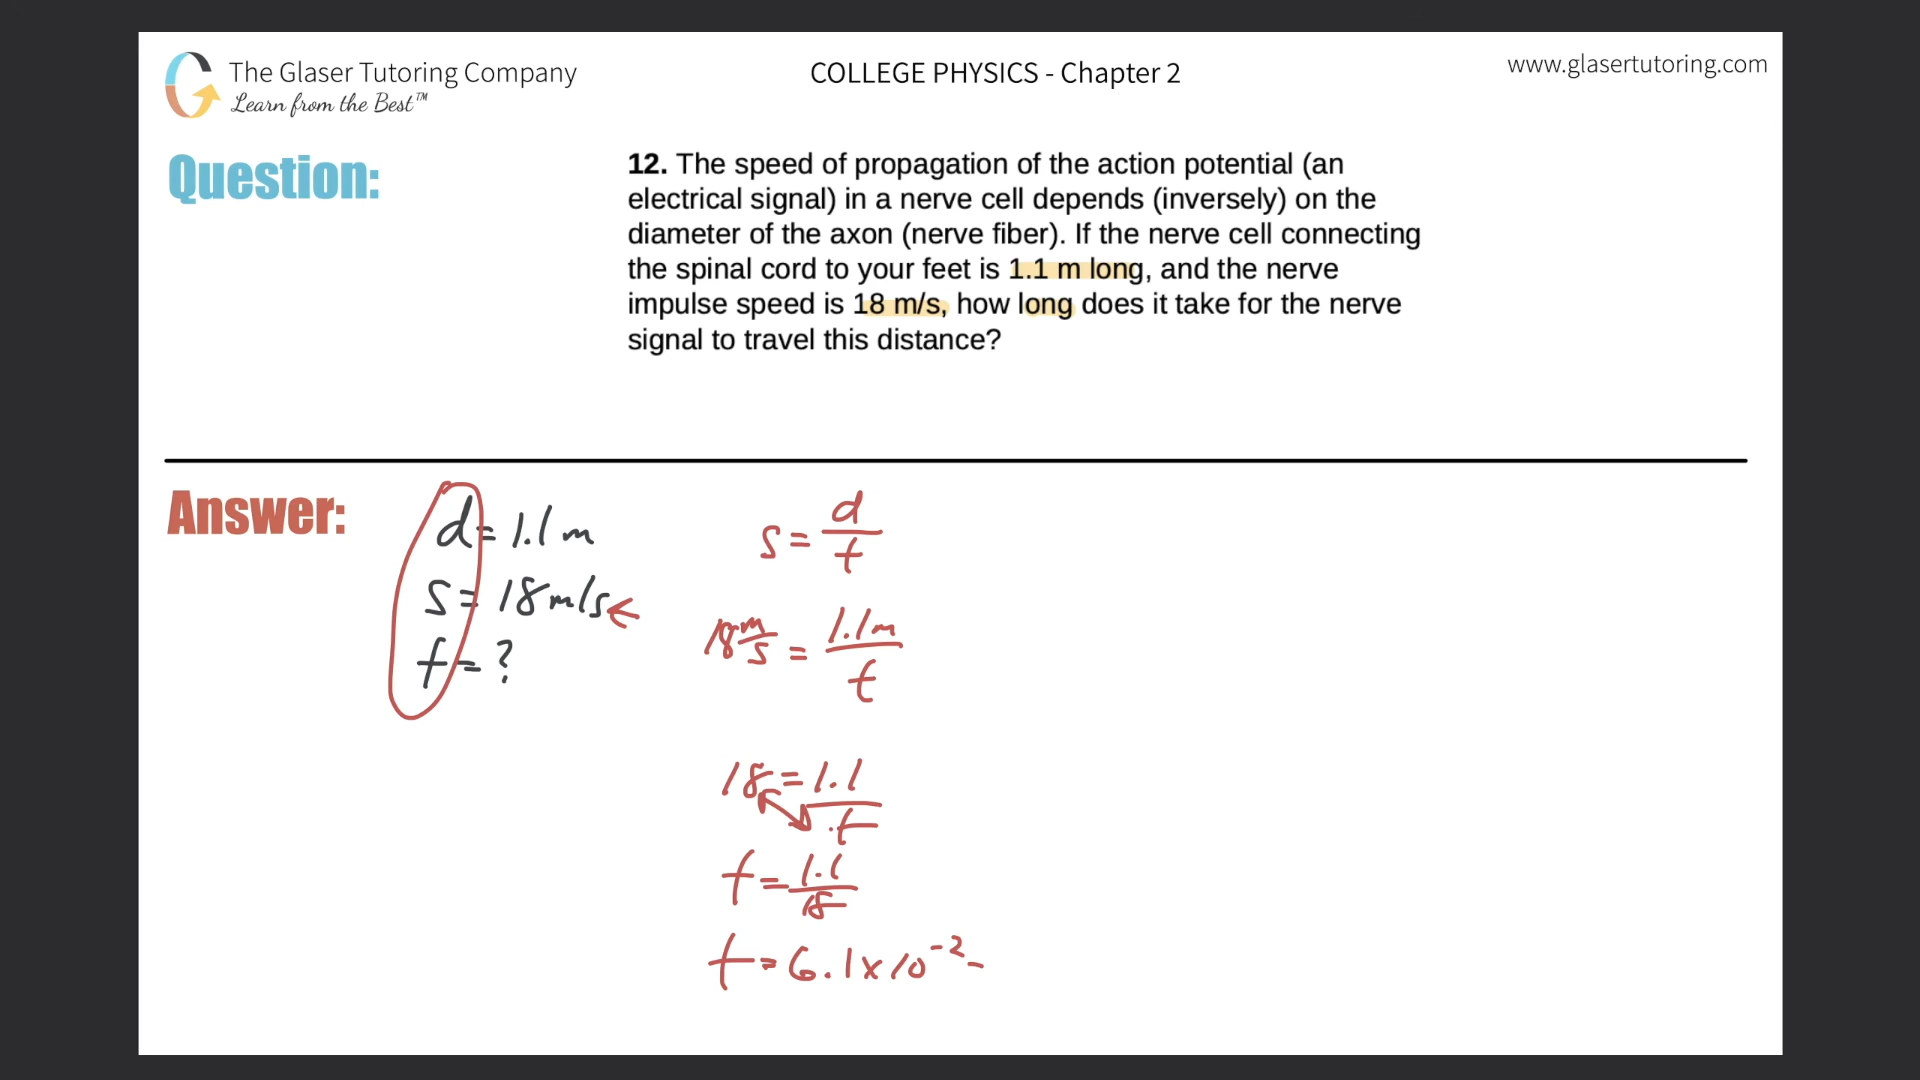 The Glaser Tutoring Company
Learn from the Best™
COLLEGE PHYSICS - Chapter 2
www.glasertutoring.com
Question:
12. The speed of propagation of the action potential (an
electrical signal) in a nerve cell depends (inversely) on the
diameter of the axon (nerve fiber). If the nerve cell connecting
the spinal cord to your feet is 1.1 m long, and the nerve
impulse speed is 18 m/s, how long does it take for the nerve
signal to travel this distance?
Answer:
d = 1.1 m
s = 18 m/s
t = ?
s = d/t
18 m/s = 1.1 m/t
18 = 1.1/t
t = 1.1/18
t = 6.1 x 10⁻²